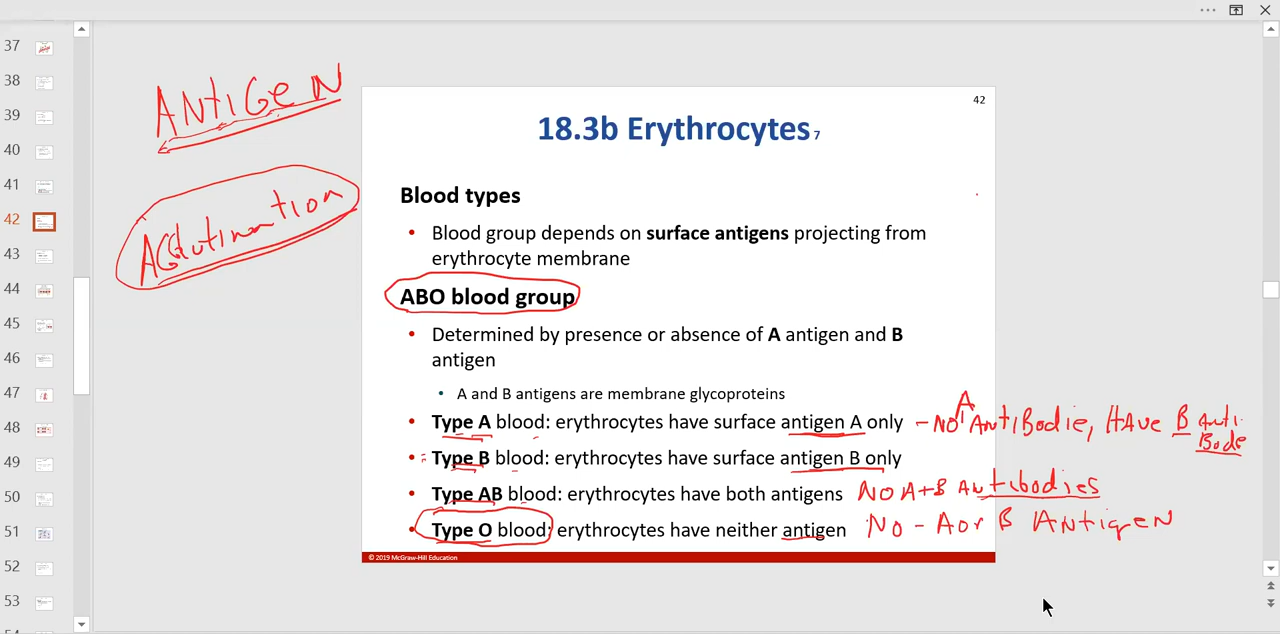 37
38
39
40
41
42
43
44
45
46
47
48
49
50
51
52
53
ANTIGEN
AGGlutination
42
18.3b Erythrocytes 7
Blood types
• Blood group depends on surface antigens projecting from
erythrocyte membrane
ABO blood group
• Determined by presence or absence of A antigen and B
antigen
• A and B antigens are membrane glycoproteins
A
• Type A blood: erythrocytes have surface antigen A only - NO ANTIBodie, HAve B Anti
Bode
• Type B blood: erythrocytes have surface antigen B only
• Type AB blood: erythrocytes have both antigens NO A+B Antibodies
• Type O blood: erythrocytes have neither antigen NO - A or B ANtigeN
© 2019 McGraw-Hill Education